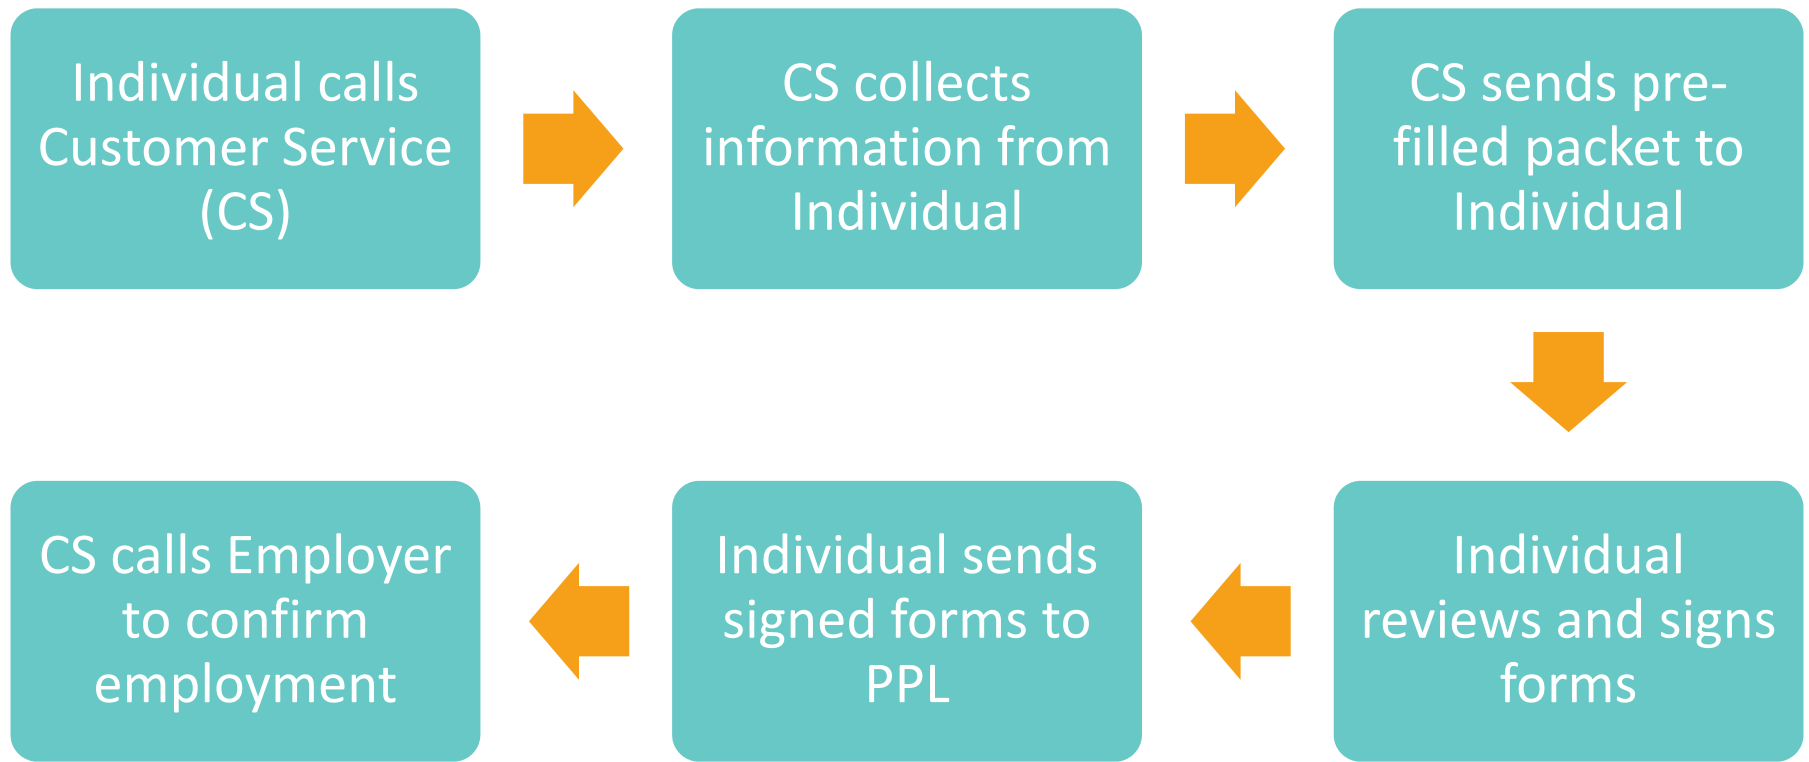 Individual calls
Customer Service
(CS)
CS collects
information from
Individual
CS sends pre-
filled packet to
Individual
Individual
reviews and signs
forms
Individual sends
signed forms to
PPL
CS calls Employer
to confirm
employment